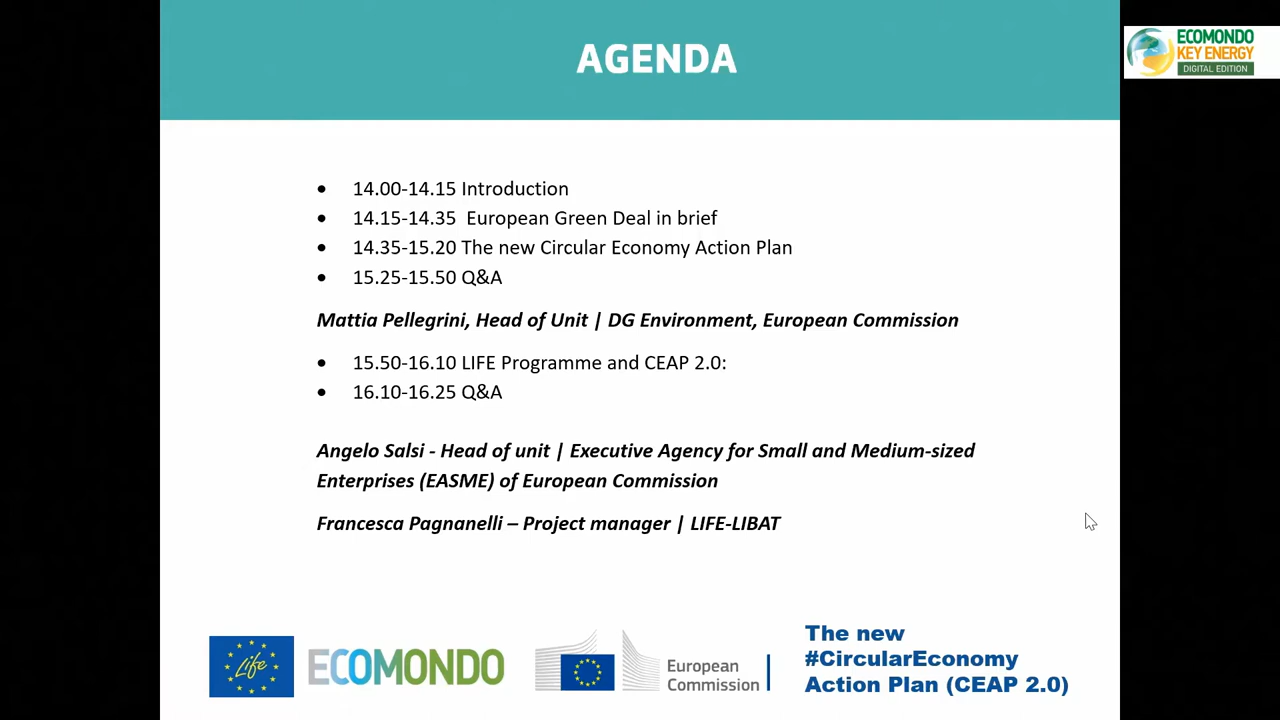 AGENDA
ECOMONDO
KEY ENERGY
DIGITAL EDITION
• 14.00-14.15 Introduction
• 14.15-14.35  European Green Deal in brief
• 14.35-15.20 The new Circular Economy Action Plan
• 15.25-15.50 Q&A
Mattia Pellegrini, Head of Unit | DG Environment, European Commission
• 15.50-16.10 LIFE Programme and CEAP 2.0:
• 16.10-16.25 Q&A
Angelo Salsi - Head of unit | Executive Agency for Small and Medium-sized
Enterprises (EASME) of European Commission
Francesca Pagnanelli – Project manager | LIFE-LIBAT
Life
ECOMONDO
European
Commission
The new
#CircularEconomy
Action Plan (CEAP 2.0)